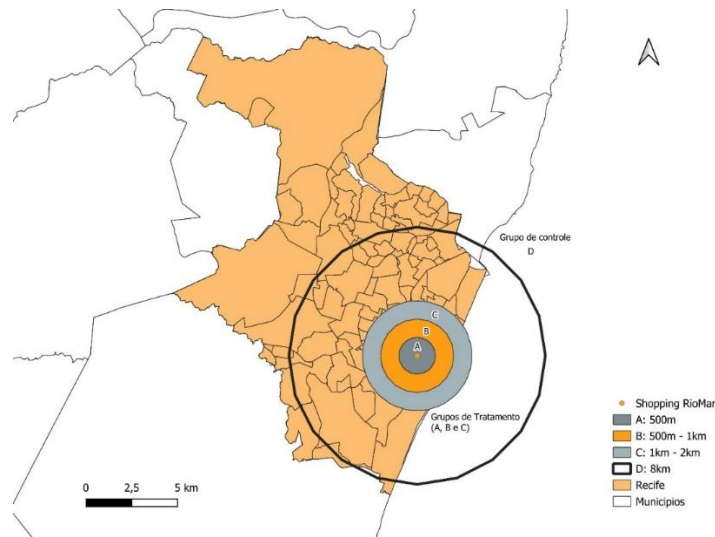 Grupo de controle
D
C
B
A
Grupos de Tratamento
(A, B e C)
0 2,5 5 km
Shopping RioMar
A: 500m
B: 500m - 1km
C: 1km - 2km
D: 8km
Recife
Municipios